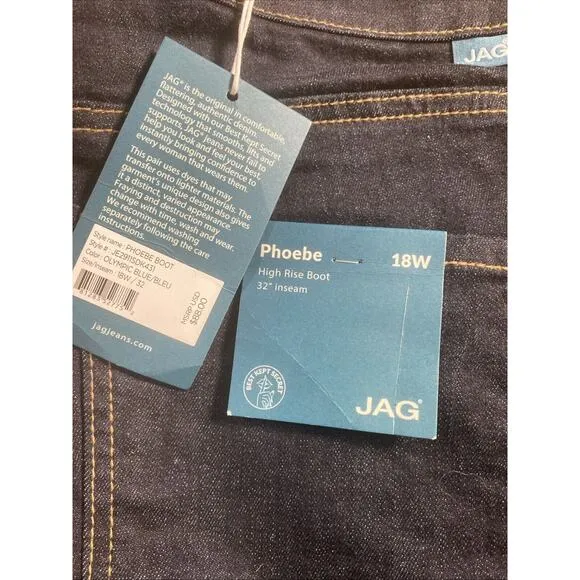 JAG
JAG® is the original in comfortable,
flattering, authentic denim.
Designed with our Best Kept Secret
technology that smooths, lifts and
supports, JAG® jeans never fail to
help you look and feel your best,
instantly bringing confidence to
every woman that wears them.
This pair uses dyes that may
transfer onto lighter materials. The
garment's unique design also gives
it a distinct, varied appearance.
Fraying and destruction may
change with time, wash and wear.
We recommend washing
separately following the care
instructions.
Style name : PHOEBE BOOT
Style # : JE2911SDK431
Color : OLYMPIC BLUE/BLEU
Size/Inseam : 18W / 32
MSRP USD
$88.00
jagjeans.com
Phoebe 18W
High Rise Boot
32" inseam
BEST KEPT SECRET
JAG®